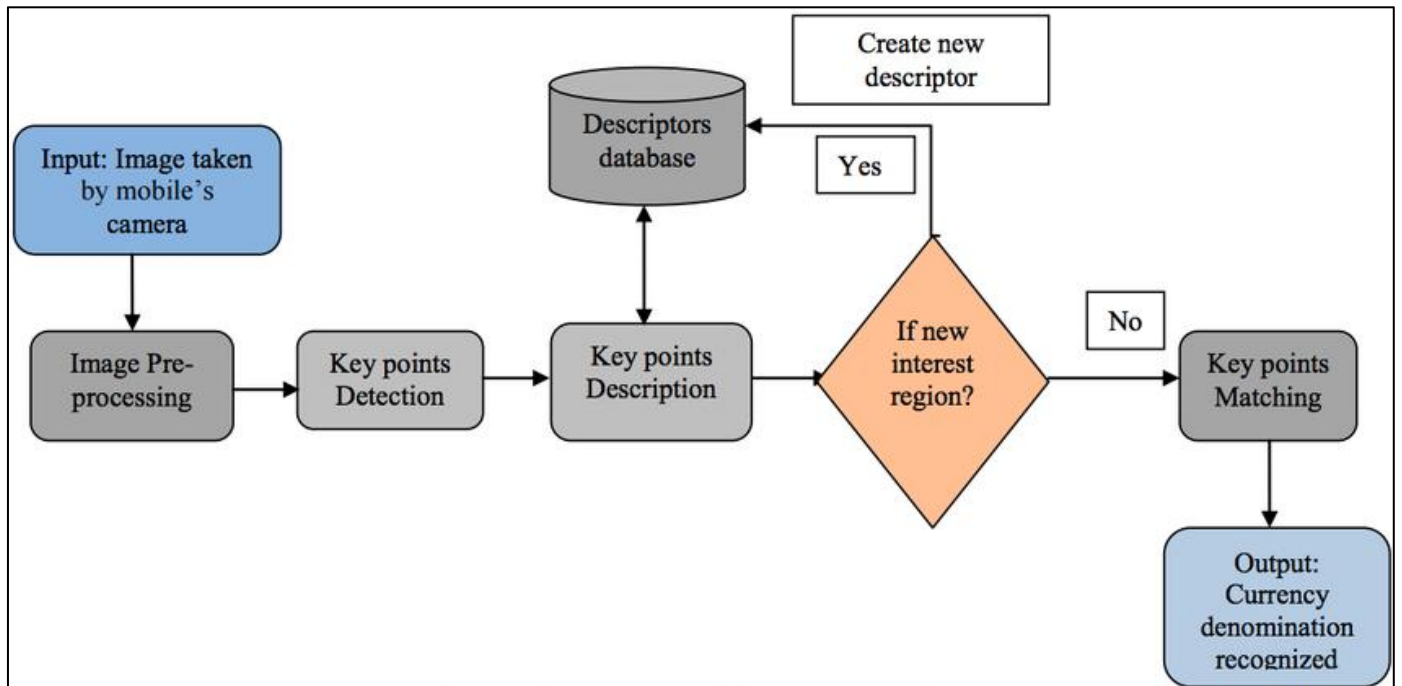 Create new
descriptor
Descriptors
database
Yes
Input: Image taken
by mobile's
camera
Image Pre-
processing
Key points
Detection
Key points
Description
If new
interest
region?
No
Key points
Matching
Output:
Currency
denomination
recognized